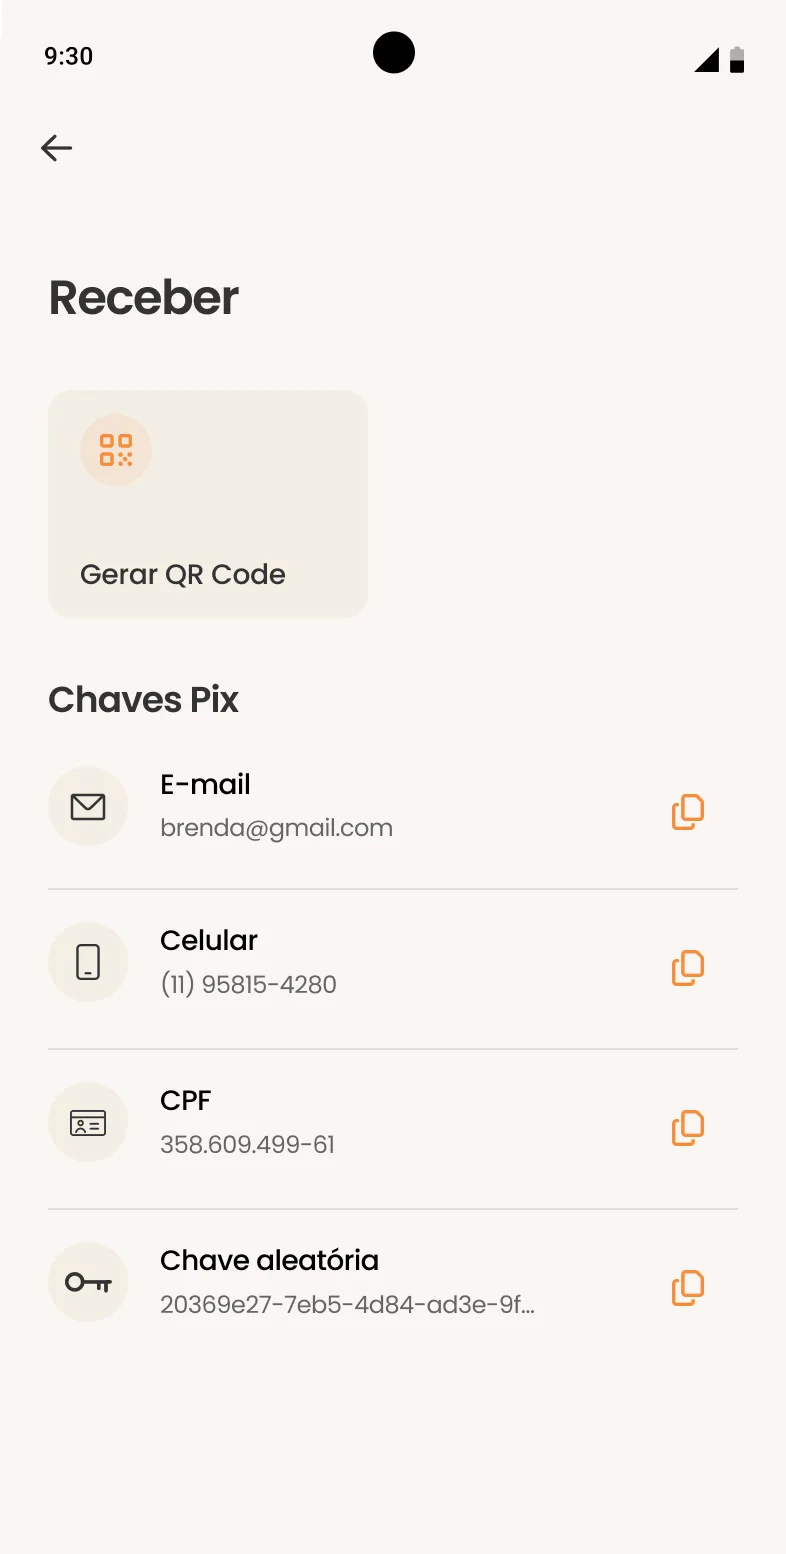 9:30
Receber
Gerar QR Code
Chaves Pix
E-mail
brenda@gmail.com
Celular
(11) 95815-4280
CPF
358.609.499-61
Chave aleatória
20369e27-7eb5-4d84-ad3e-9f...